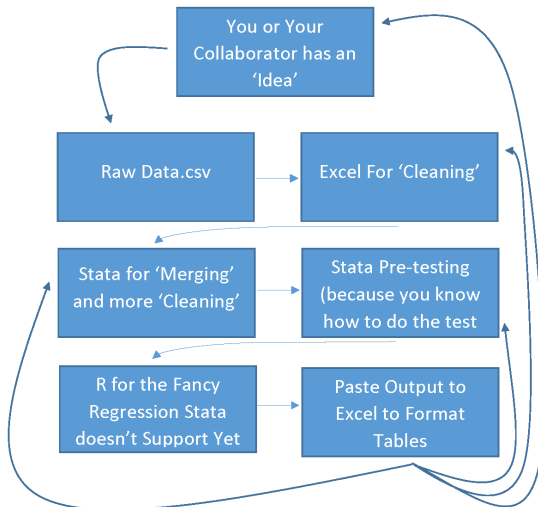 You or Your
Collaborator has an
‘Idea’
Raw Data.csv
Excel For ‘Cleaning’
Stata for ‘Merging’
and more ‘Cleaning’
Stata Pre-testing
(because you know
how to do the test
R for the Fancy
Regression Stata
doesn’t Support Yet
Paste Output to
Excel to Format
Tables